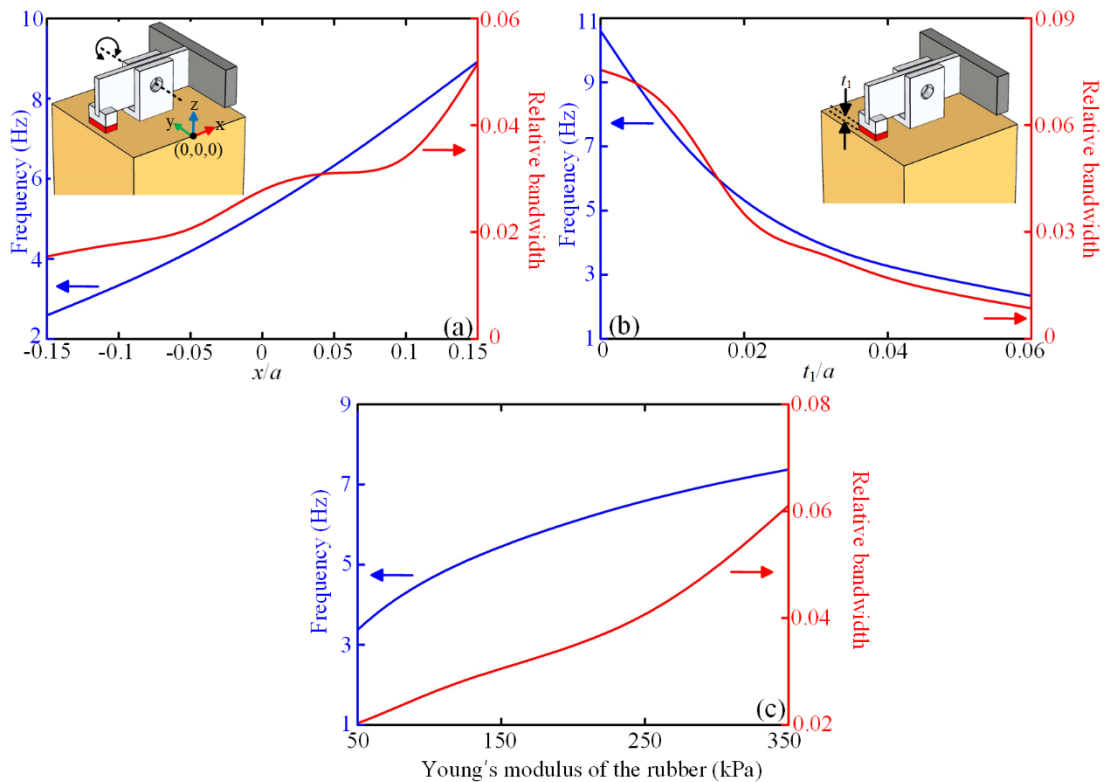 10
8
6
4
2
Frequency (Hz)
z
y
x
(0,0,0)
0.06
0.04
0.02
0
Relative bandwidth
(a)
-0.15
-0.1
-0.05
0
0.05
0.1
0.15
x/a
11
9
7
5
3
1
Frequency (Hz)
t1
0.09
0.06
0.03
0
Relative bandwidth
(b)
0
0.02
0.04
0.06
t1/a
9
7
5
3
1
Frequency (Hz)
0.08
0.06
0.04
0.02
Relative bandwidth
(c)
50
150
250
350
Young's modulus of the rubber (kPa)